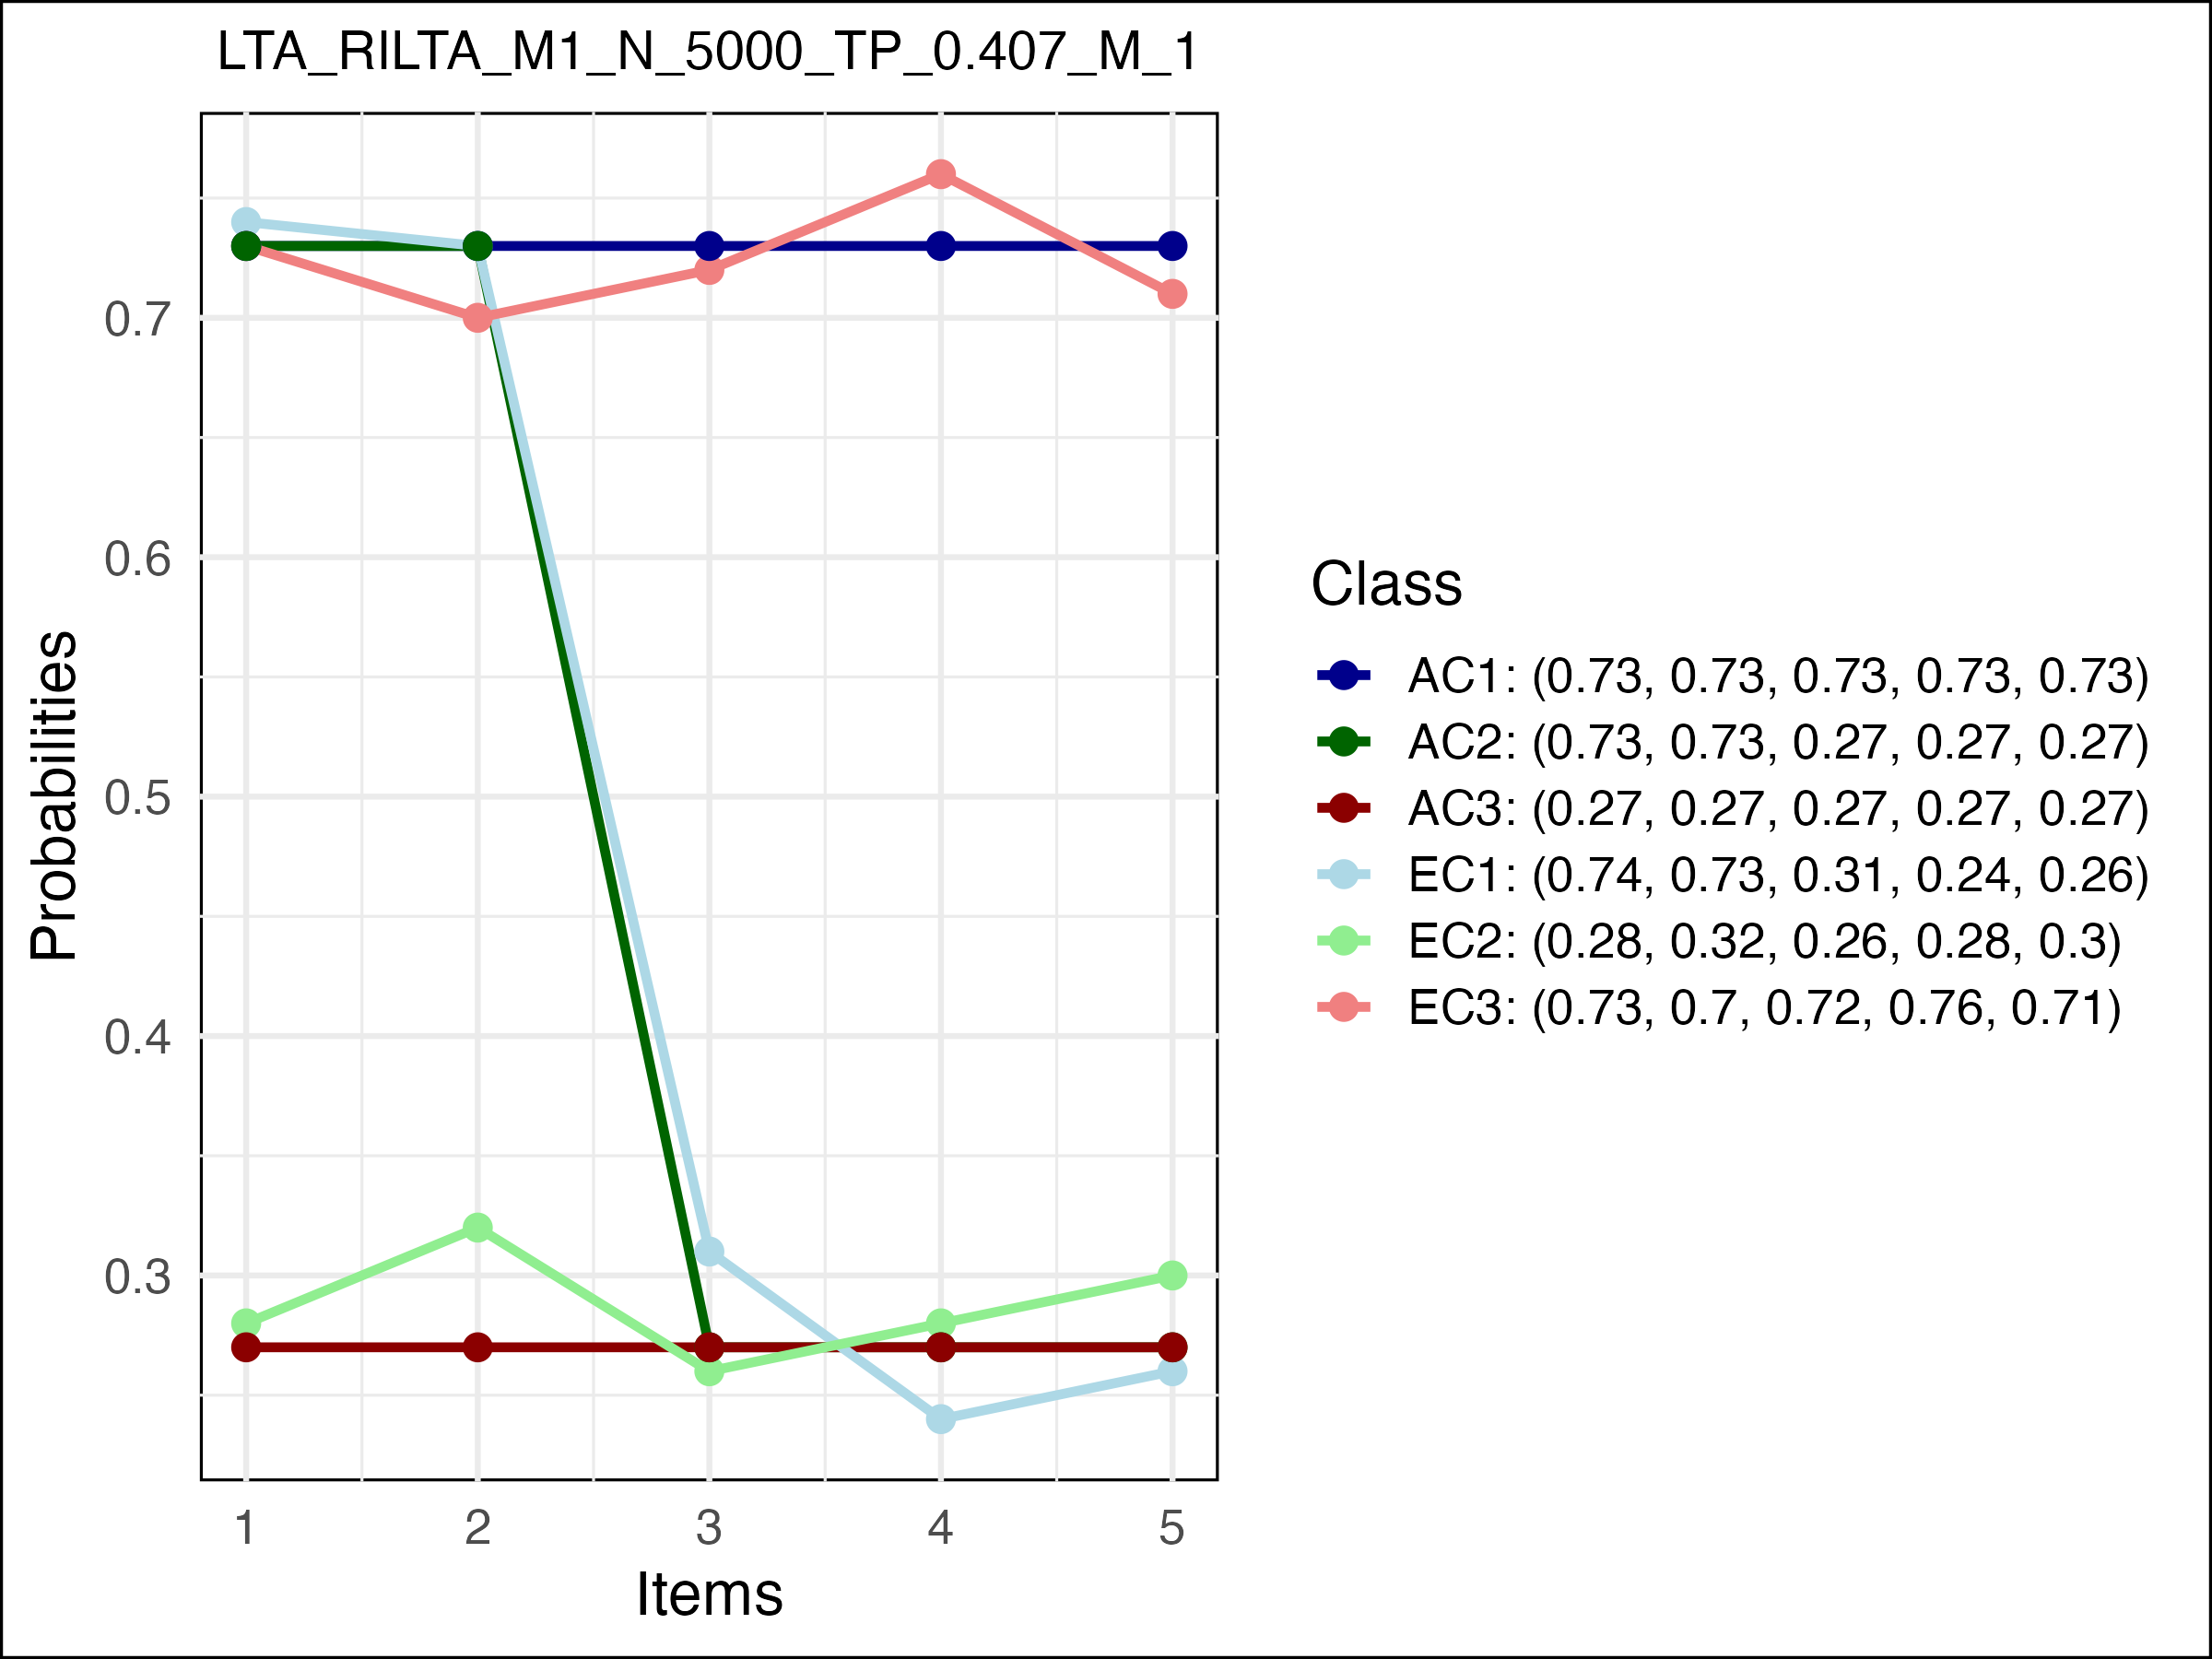 LTA_RILTA_M1_N_5000_TP_0.407_M_1
0.7
0.6
0.5
0.4
0.3
Probabilities
1 2 3 4 5
Items
Class
AC1: (0.73, 0.73, 0.73, 0.73, 0.73)
AC2: (0.73, 0.73, 0.27, 0.27, 0.27)
AC3: (0.27, 0.27, 0.27, 0.27, 0.27)
EC1: (0.74, 0.73, 0.31, 0.24, 0.26)
EC2: (0.28, 0.32, 0.26, 0.28, 0.3)
EC3: (0.73, 0.7, 0.72, 0.76, 0.71)